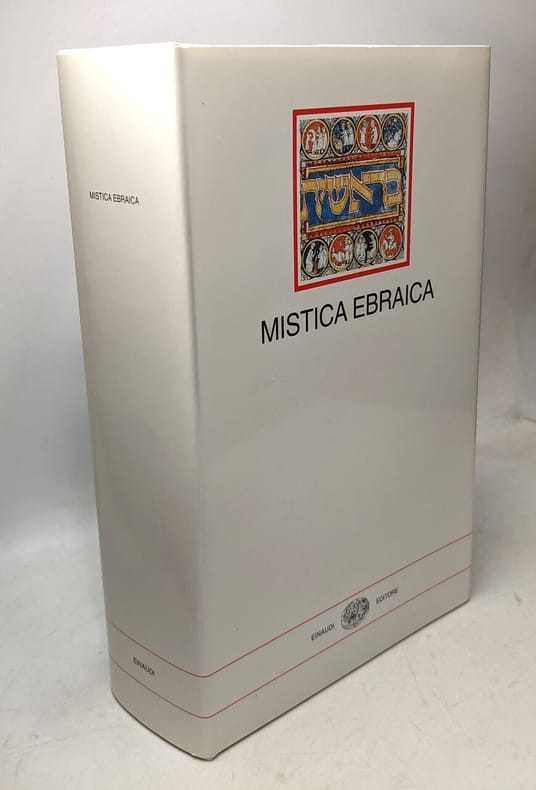 MISTICA EBRAICA
EINAUDI
בראשית
MISTICA EBRAICA
EINAUDI EDITORE